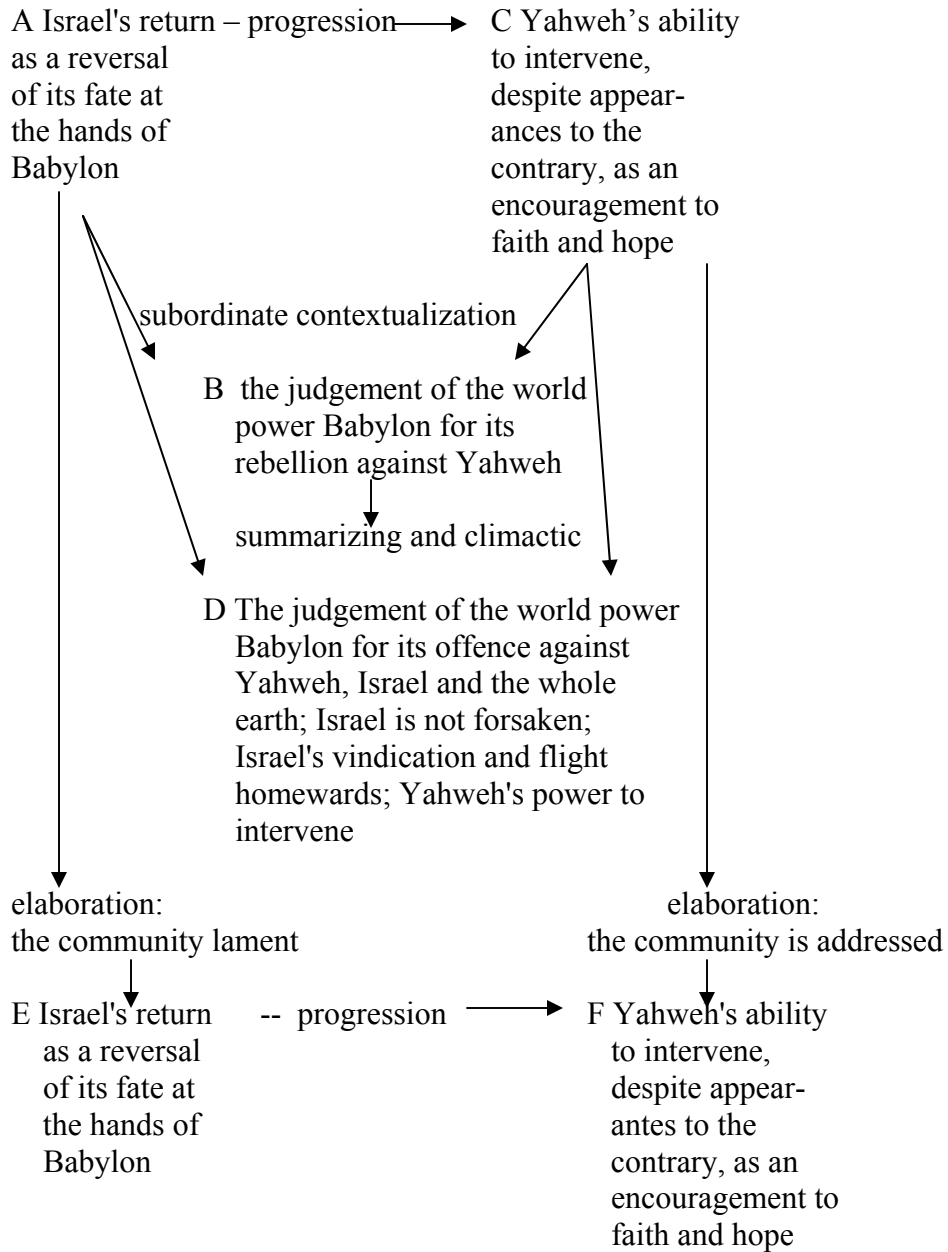 A Israel's return – progression
as a reversal
of its fate at
the hands of
Babylon
C Yahweh's ability
to intervene,
despite appear-
ances to the
contrary, as an
encouragement to
faith and hope
subordinate contextualization
B the judgement of the world
power Babylon for its
rebellion against Yahweh
summarizing and climactic
D The judgement of the world power
Babylon for its offence against
Yahweh, Israel and the whole
earth; Israel is not forsaken;
Israel's vindication and flight
homewards; Yahweh's power to
intervene
elaboration:
the community lament
elaboration:
the community is addressed
E Israel's return -- progression
as a reversal
of its fate at
the hands of
Babylon
F Yahweh's ability
to intervene,
despite appear-
antes to the
contrary, as an
encouragement to
faith and hope